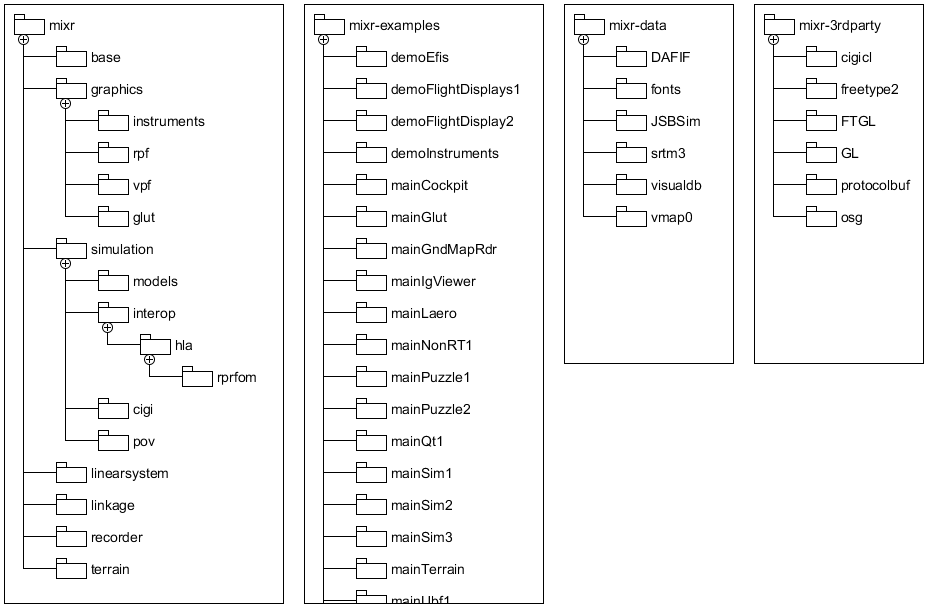 mixr
base
graphics
instruments
rpf
vpf
glut
simulation
models
interop
hla
rprfom
cigi
pov
linearsystem
linkage
recorder
terrain
mixr-examples
demoEfis
demoFlightDisplays1
demoFlightDisplay2
demoInstruments
mainCockpit
mainGlut
mainGndMapRdr
mainIgViewer
mainLaero
mainNonRT1
mainPuzzle1
mainPuzzle2
mainQt1
mainSim1
mainSim2
mainSim3
mainTerrain
mainUbf1
mixr-data
DAFIF
fonts
JSBSim
srtm3
visualdb
vmap0
mixr-3rdparty
cigicl
freetype2
FTGL
GL
protocolbuf
osg